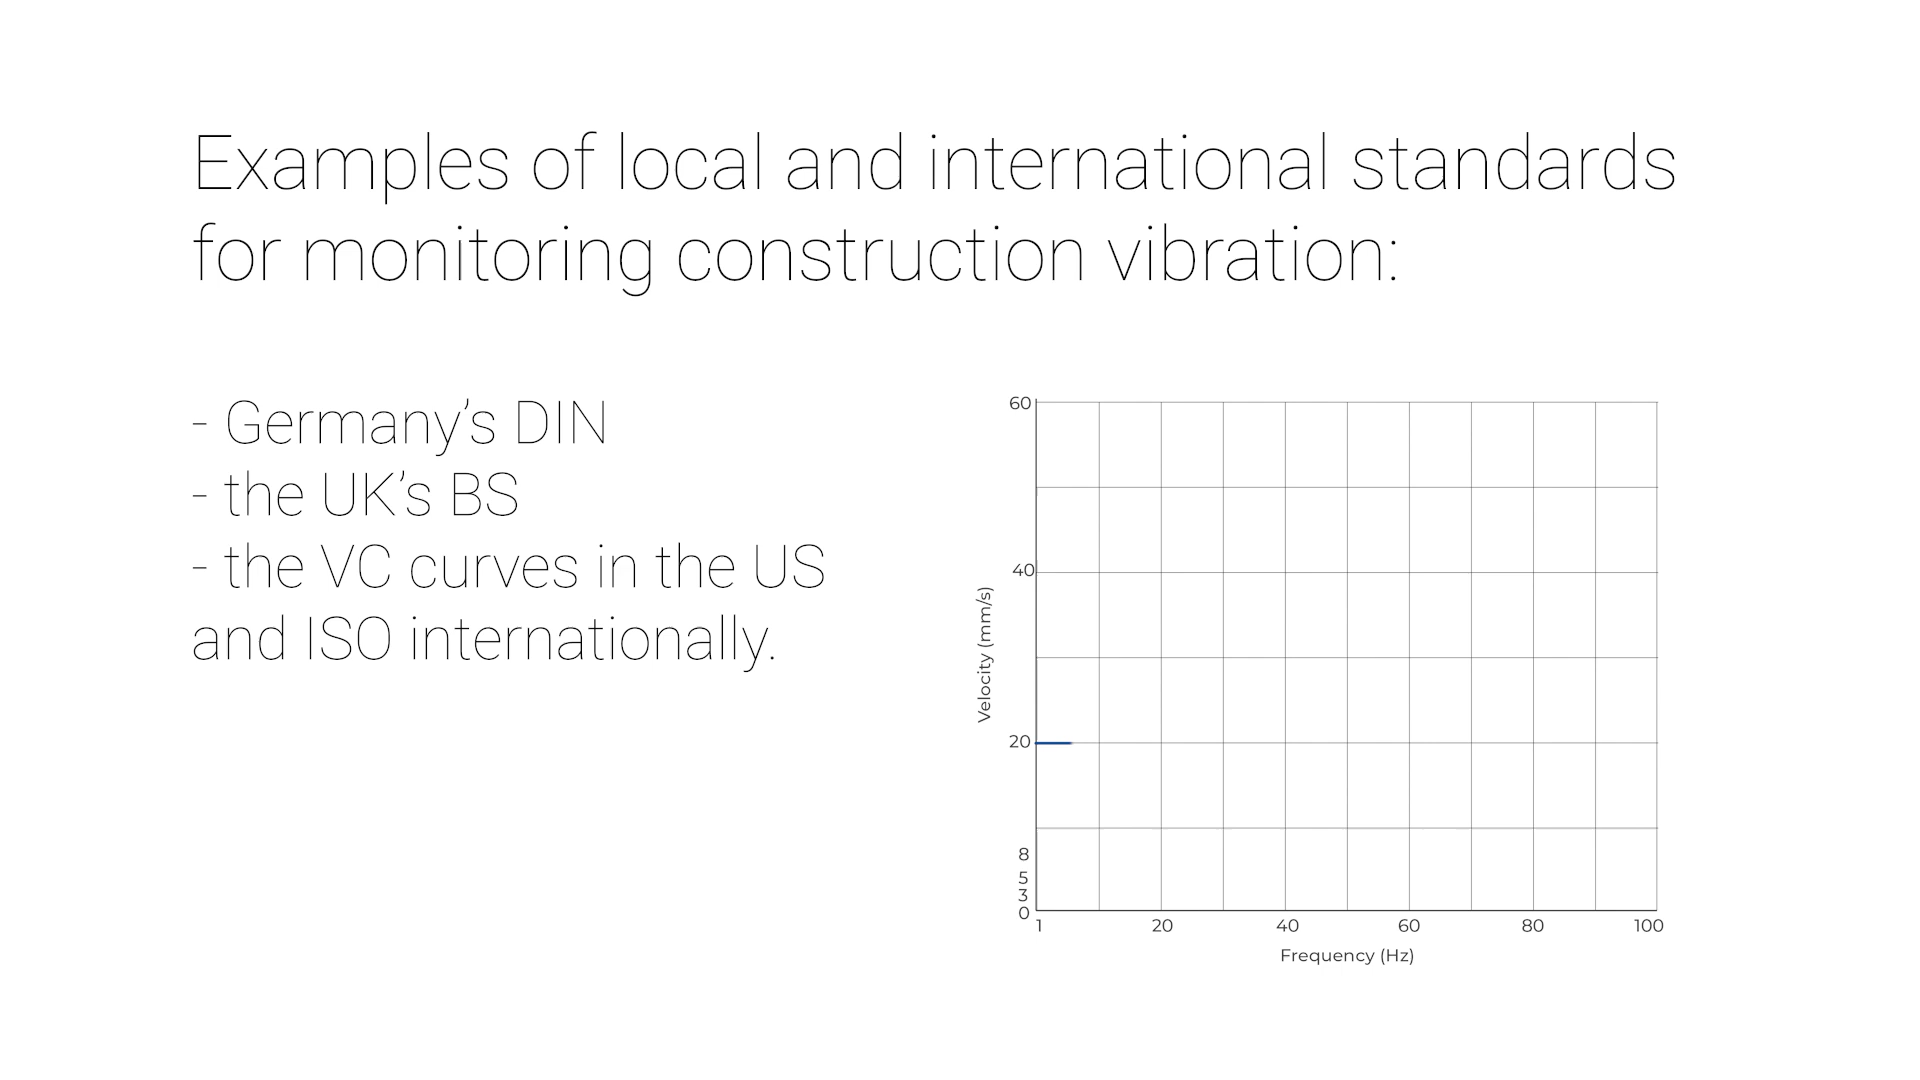 Examples of local and international standards
for monitoring construction vibration:
- Germany’s DIN
- the UK’s BS
- the VC curves in the US
and ISO internationally.
60
40
Velocity (mm/s)
20
8
5
3
0
1 20 40 60 80 100
Frequency (Hz)